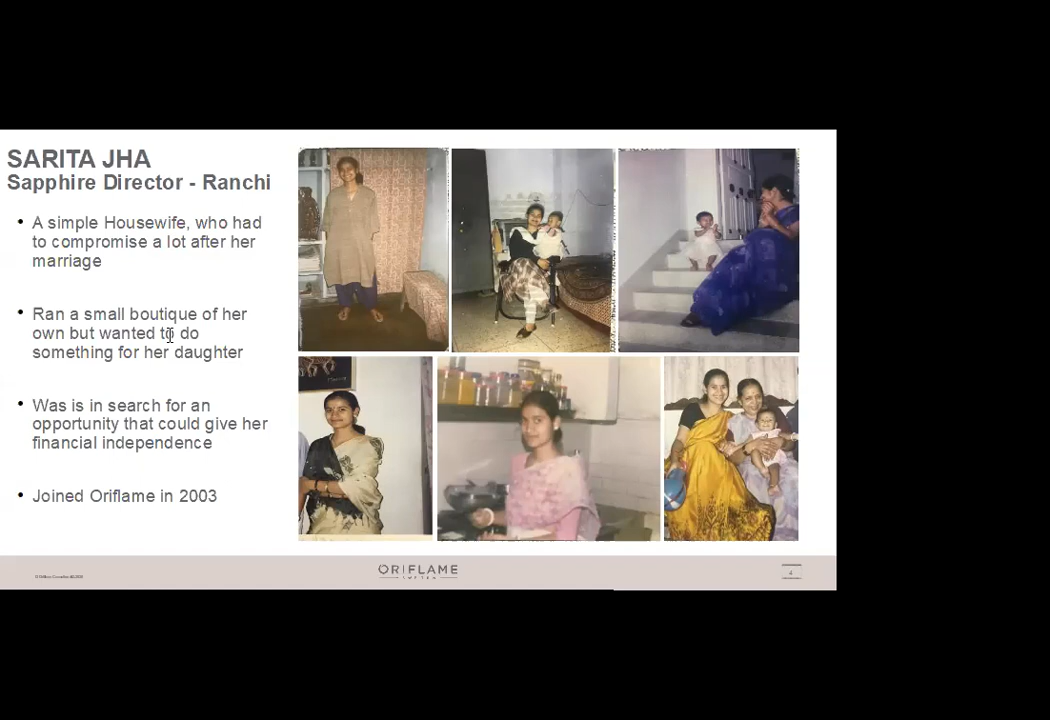 SARITA JHA
Sapphire Director - Ranchi
• A simple Housewife, who had
to compromise a lot after her
marriage
• Ran a small boutique of her
own but wanted to do
something for her daughter
• Was is in search for an
opportunity that could give her
financial independence
• Joined Oriflame in 2003
ORIFLAME
4